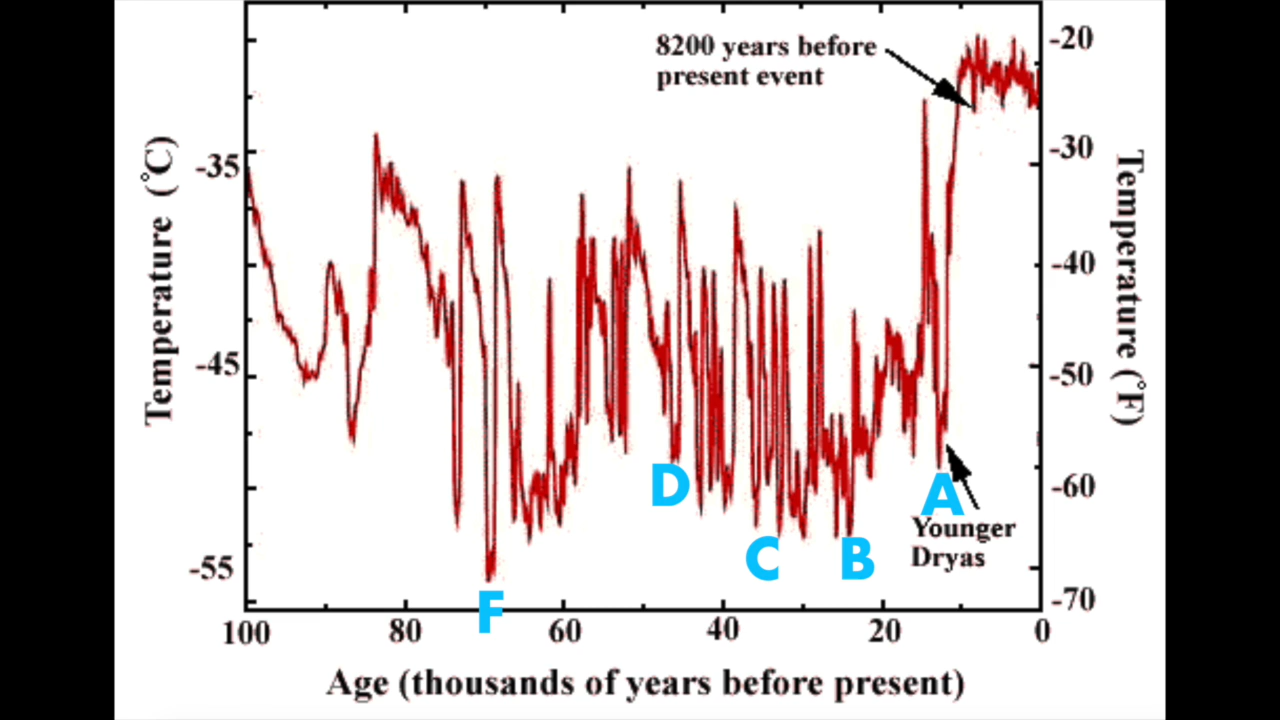 8200 years before
present event
-20
-30
-40
-50
-60
-70
Temperature (°F)
Temperature (°C)
-35
-45
-55
D
C
B
A
F
Younger
Dryas
100
80
60
40
20
0
Age (thousands of years before present)